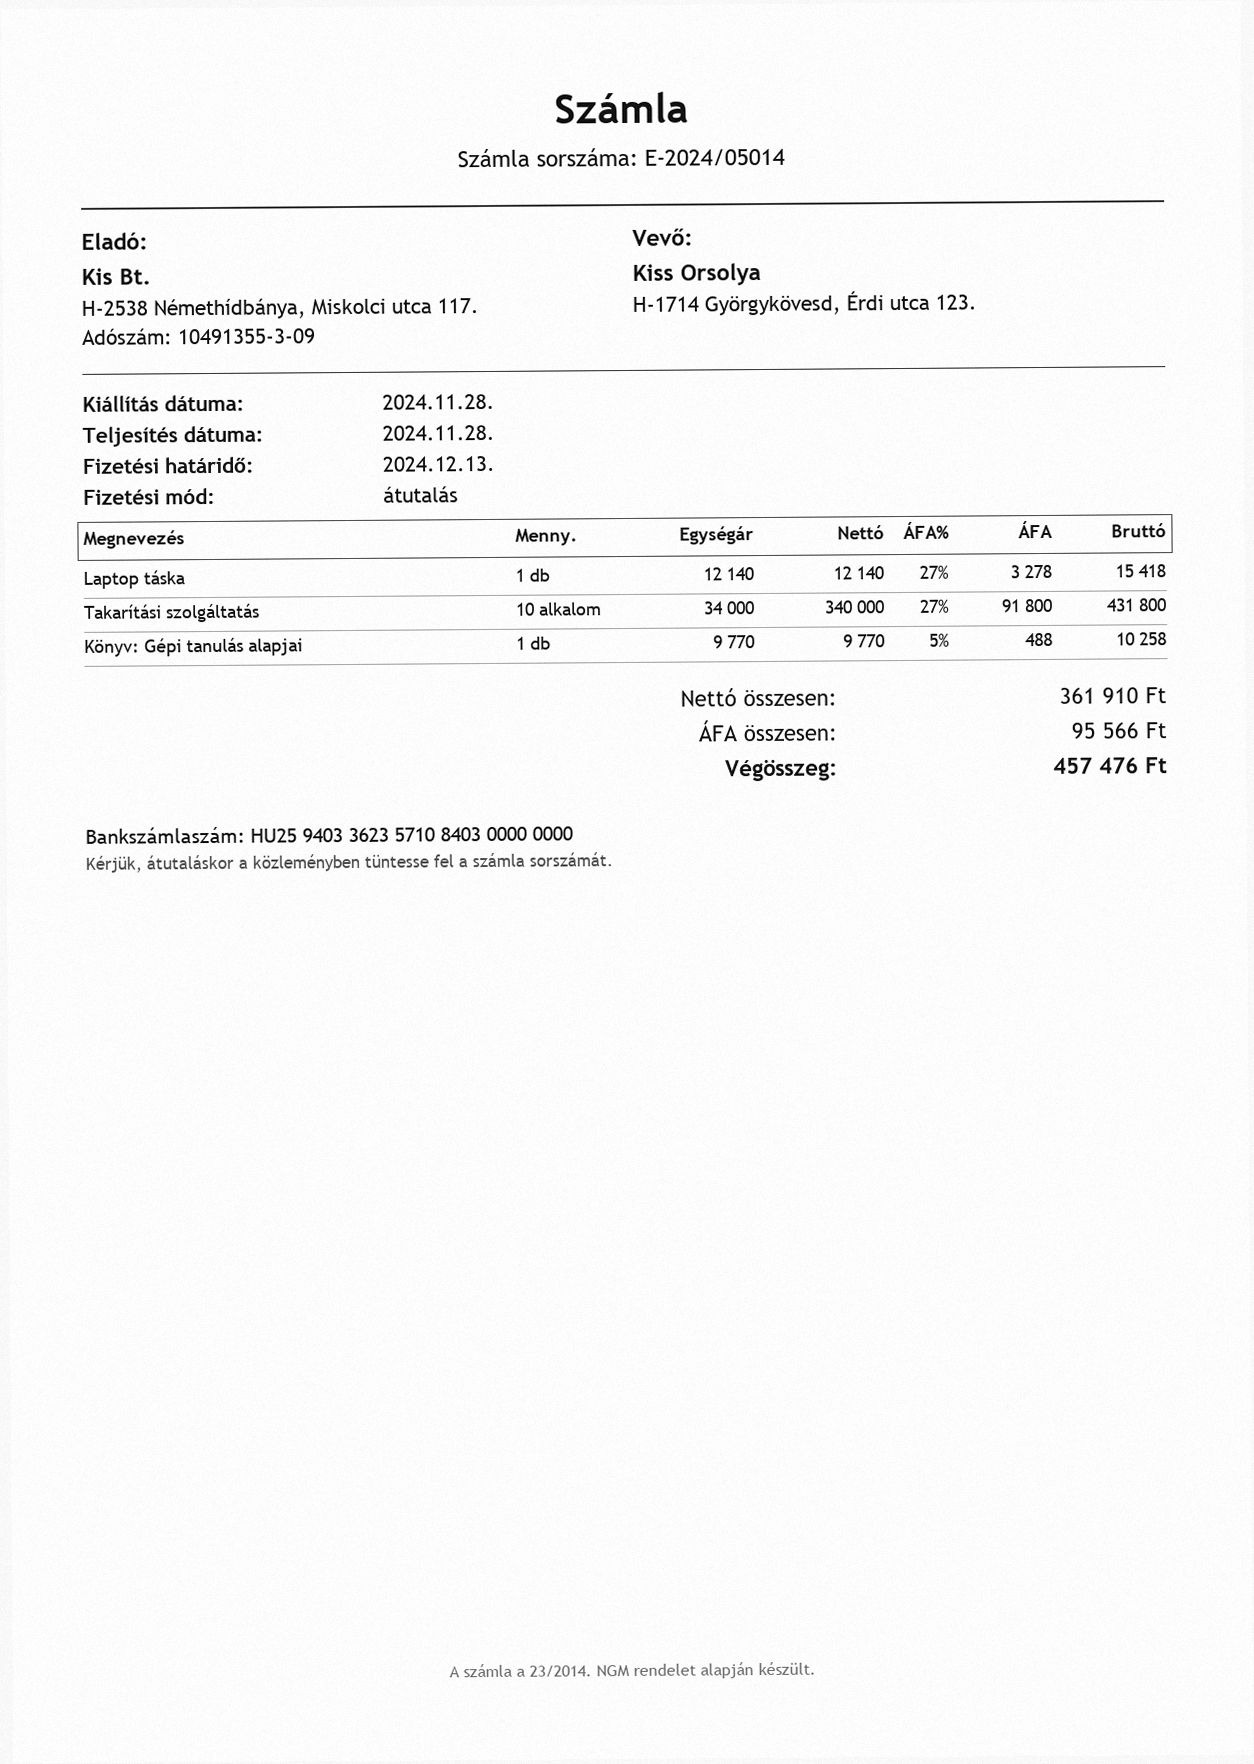 Számla
Számla sorszáma: E-2024/05014
Eladó:
Kis Bt.
H-2538 Némethídbánya, Miskolci utca 117.
Adószám: 10491355-3-09
Vevő:
Kiss Orsolya
H-1714 Györgykövesd, Érdi utca 123.
Kiállítás dátuma: 2024.11.28.
Teljesítés dátuma: 2024.11.28.
Fizetési határidő: 2024.12.13.
Fizetési mód: átutalás
Megnevezés Menny. Egységár Nettó ÁFA% ÁFA Bruttó
Laptop táska 1 db 12 140 12 140 27% 3 278 15 418
Takarítási szolgáltatás 10 alkalom 34 000 340 000 27% 91 800 431 800
Könyv: Gépi tanulás alapjai 1 db 9 770 9 770 5% 488 10 258
Nettó összesen: 361 910 Ft
ÁFA összesen: 95 566 Ft
Végösszeg: 457 476 Ft
Bankszámlaszám: HU25 9403 3623 5710 8403 0000 0000
Kérjük, átutaláskor a közleményben tüntesse fel a számla sorszámát.
A számla a 23/2014. NGM rendelet alapján készült.